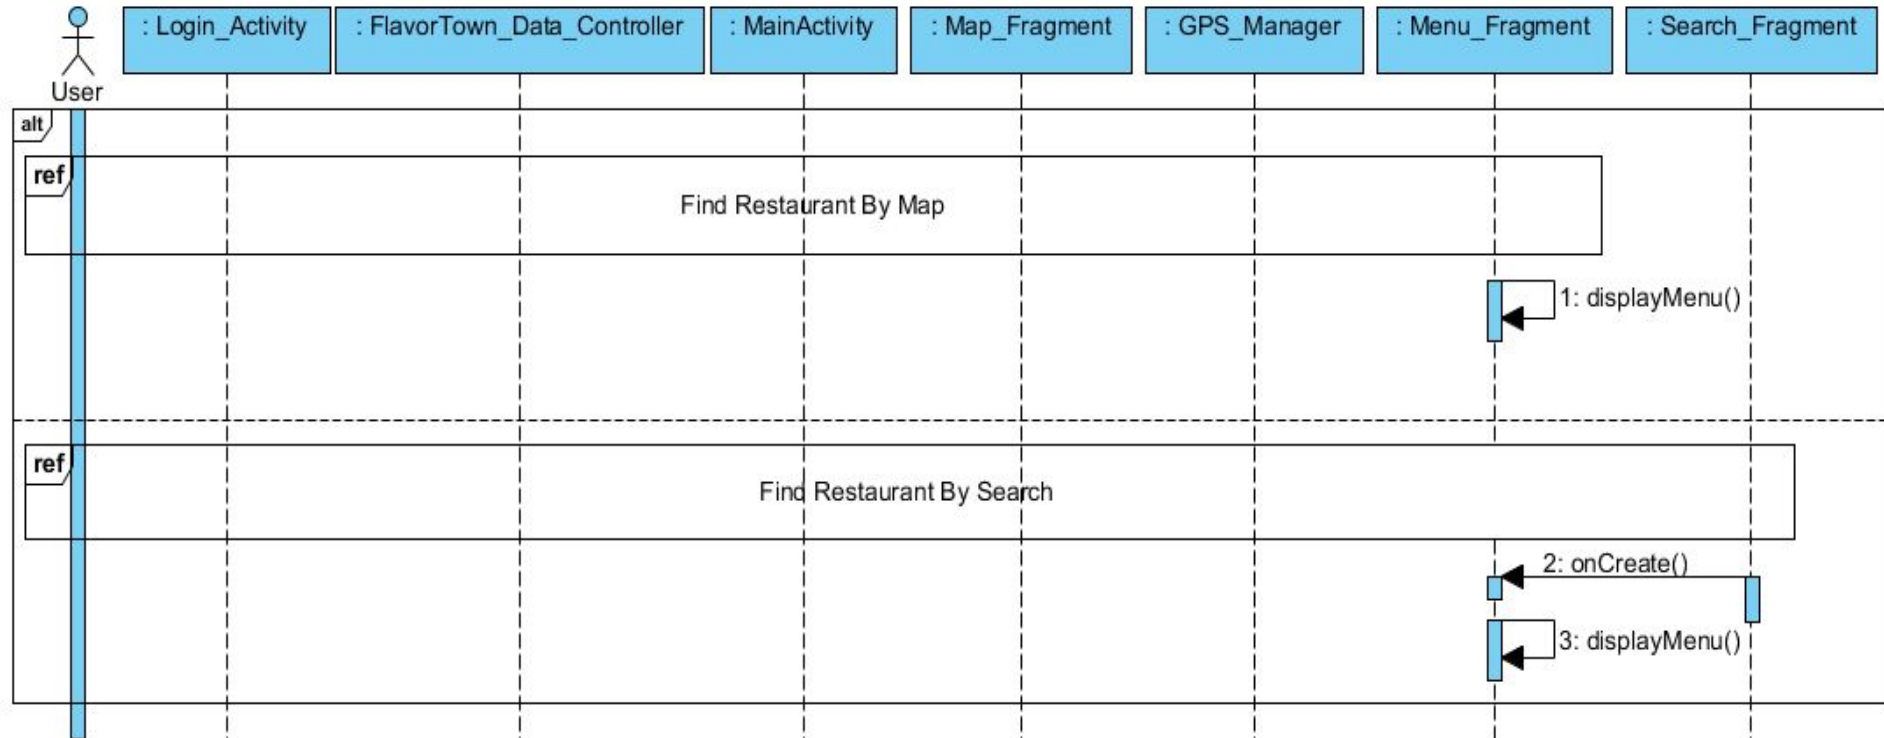 : Login_Activity
: FlavorTown_Data_Controller
: MainActivity
: Map_Fragment
: GPS_Manager
: Menu_Fragment
: Search_Fragment
User
alt
ref
Find Restaurant By Map
1: displayMenu()
ref
Find Restaurant By Search
2: onCreate()
3: displayMenu()